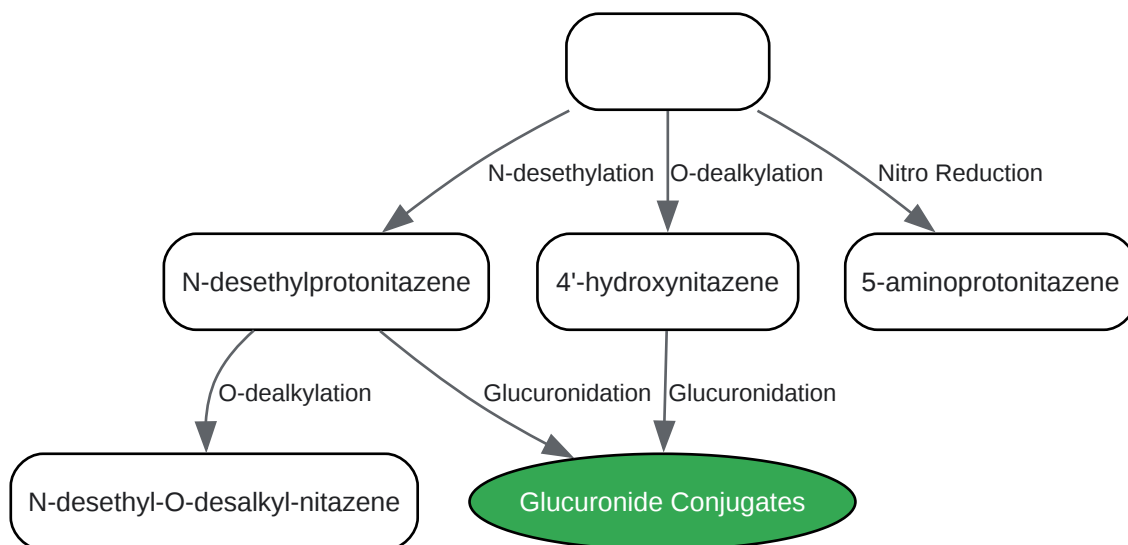 N-desethylation
O-dealkylation
Nitro Reduction
N-desethylprotonitazene
4'-hydroxynitazene
5-aminoprotonitazene
O-dealkylation
Glucuronidation
Glucuronidation
N-desethyl-O-desalkyl-nitazene
Glucuronide Conjugates